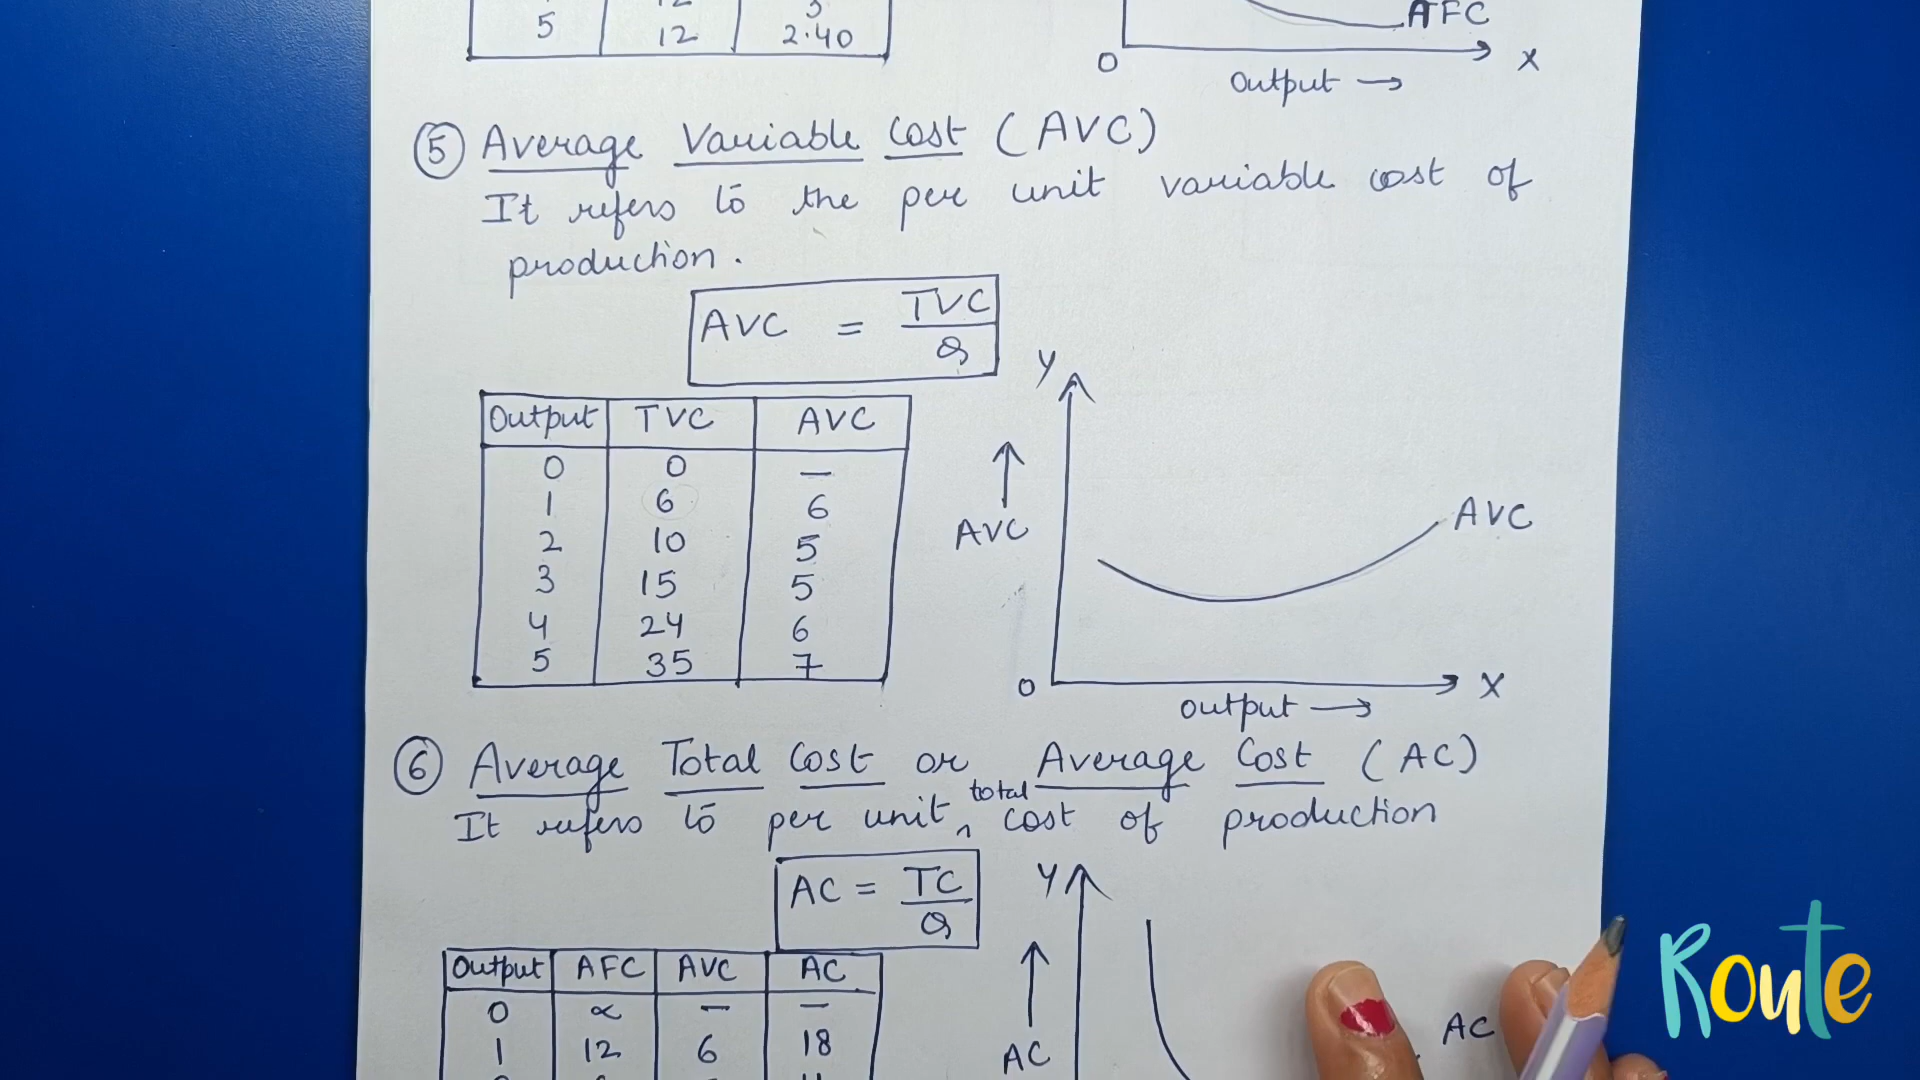 5 12 2.40
AFC
O X
Output →
⑤ Average Variable Cost (AVC)
It refers to the per unit variable cost of
production.
AVC = TVC / Q
Output TVC AVC
0 0 —
1 6 6
2 10 5
3 15 5
4 24 6
5 35 7
Y
AVC
AVC
O X
output →
⑥ Average Total Cost or Average Cost (AC)
It refers to per unit total cost of production
AC = TC / Q
Output AFC AVC AC
0 ∝ — —
1 12 6 18
Y
AC
AC
Route